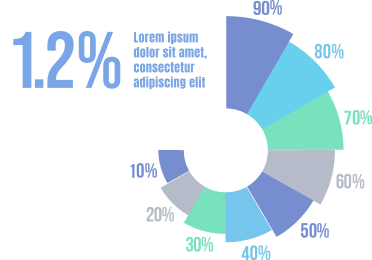 1.2%
Lorem ipsum
dolor sit amet,
consectetur
adipiscing elit
90%
80%
70%
60%
50%
40%
30%
20%
10%